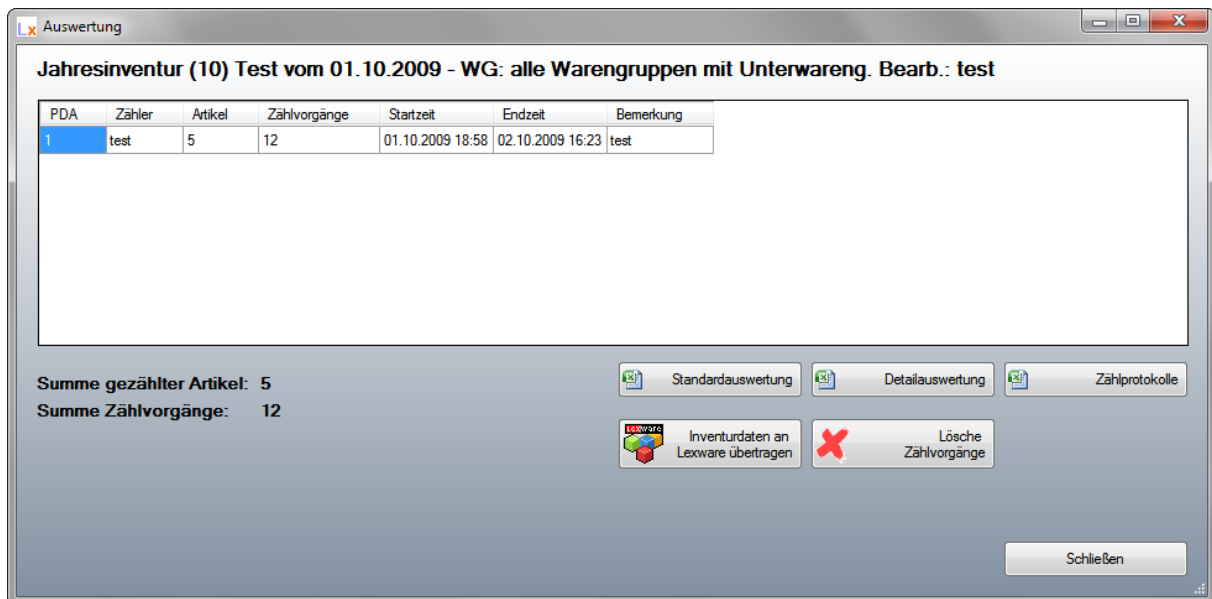 Lx Auswertung
Jahresinventur (10) Test vom 01.10.2009 - WG: alle Warengruppen mit Unterwareng. Bearb.: test
PDA Zähler Artikel Zählvorgänge Startzeit Endzeit Bemerkung
1 test 5 12 01.10.2009 18:58 02.10.2009 16:23 test
Summe gezählter Artikel: 5
Summe Zählvorgänge: 12
Standardauswertung Detailauswertung Zählprotokolle
Lexware
Inventurdaten an
Lexware übertragen
Lösche
Zählvorgänge
Schließen